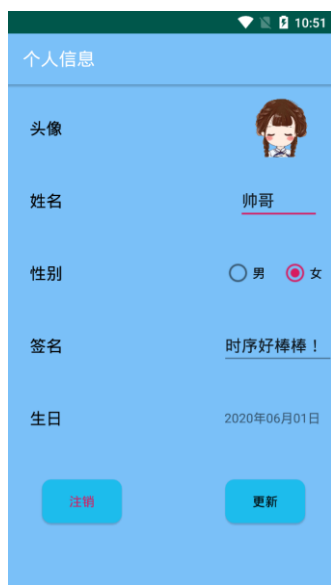 10:51
个人信息
头像
姓名 帅哥
性别 男 女
签名 时序好棒棒！
生日 2020年06月01日
注销 更新